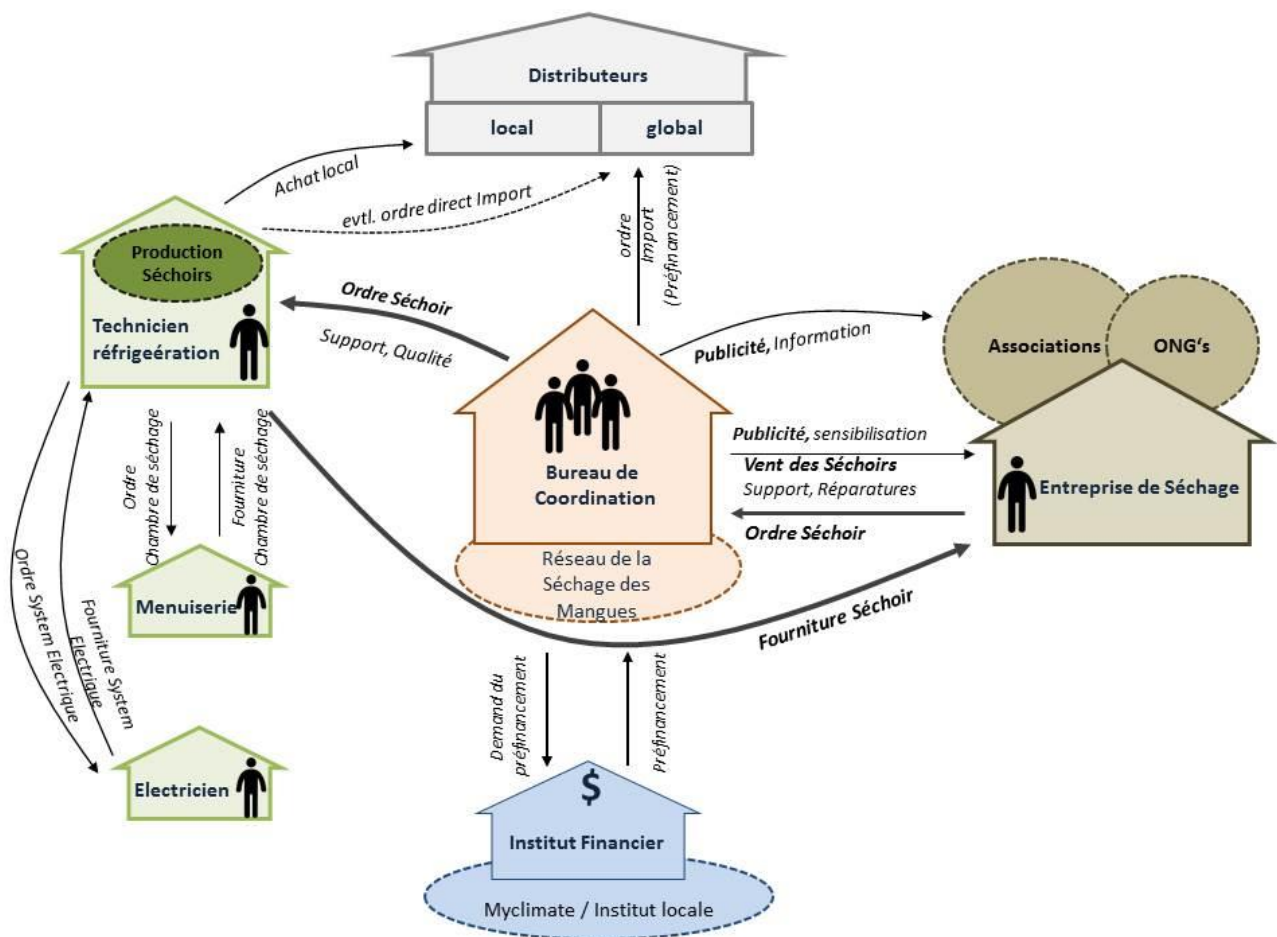 Distributeurs
local
global
Achat local
evtl. ordre direct Import
ordre
Import
(Préfinancement)
Production
Séchoirs
Technicien
réfrigeération
Ordre Séchoir
Support, Qualité
Publicité, Information
Associations
ONG‘s
Bureau de
Coordination
Publicité, sensibilisation
Vent des Séchoirs
Support, Réparatures
Ordre Séchoir
Entreprise de Séchage
Ordre
Chambre de séchage
Fourniture
Chambre de séchage
Réseau de la
Séchage des
Mangues
Menuiserie
Fourniture Séchoir
Ordre System Electrique
Fourniture System
Electrique
Demand du
préfinancement
Préfinancement
Electricien
$
Institut Financier
Myclimate / Institut locale